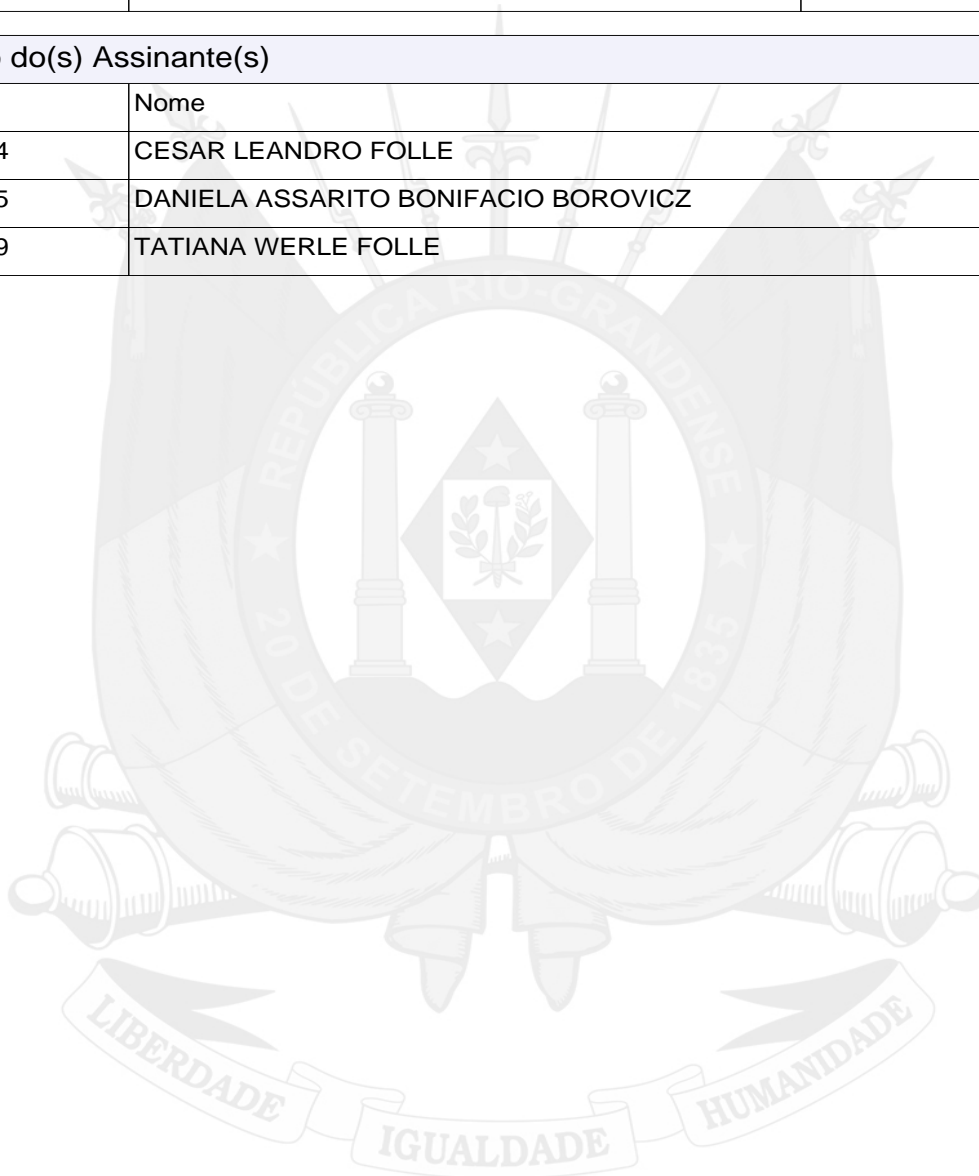 do(s) Assinante(s)
Nome
4 CESAR LEANDRO FOLLE
5 DANIELA ASSARITO BONIFACIO BOROVICZ
9 TATIANA WERLE FOLLE
REPÚBLICA RIO-GRANDENSE
20 DE SETEMBRO DE 1835
LIBERDADE IGUALDADE HUMANIDADE